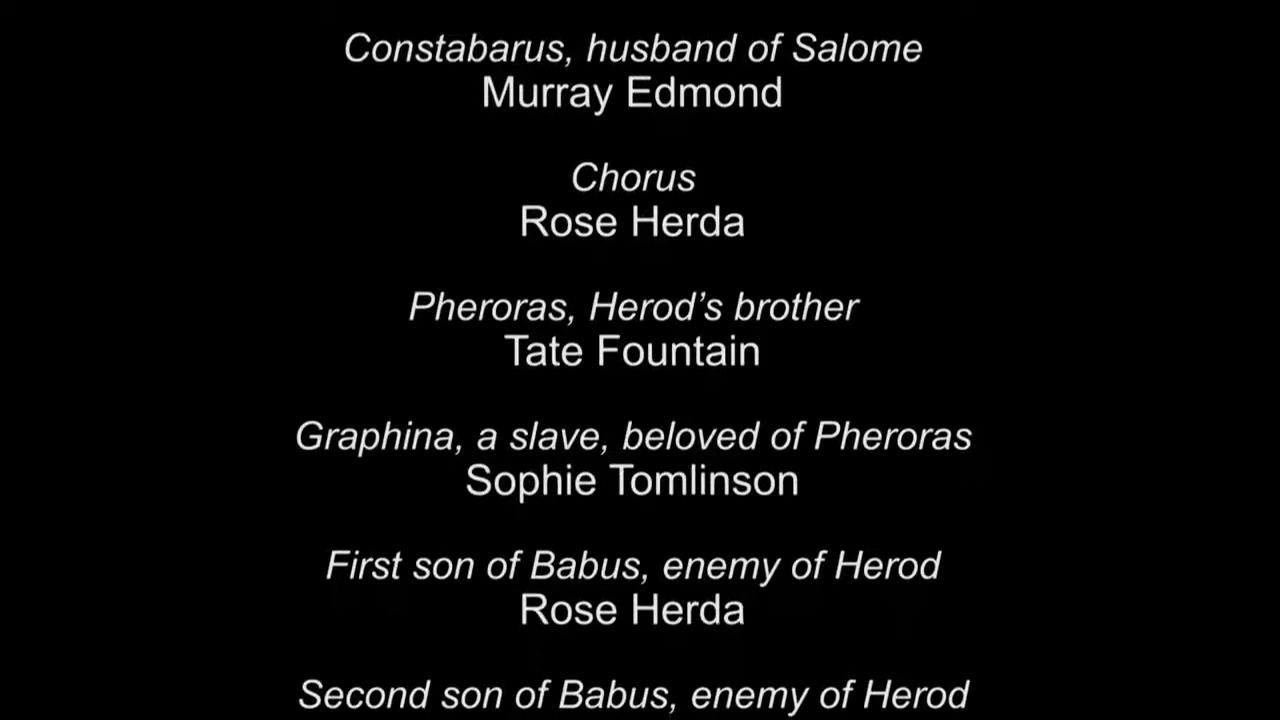 Constabarus, husband of Salome
Murray Edmond
Chorus
Rose Herda
Pheroras, Herod’s brother
Tate Fountain
Graphina, a slave, beloved of Pheroras
Sophie Tomlinson
First son of Babus, enemy of Herod
Rose Herda
Second son of Babus, enemy of Herod